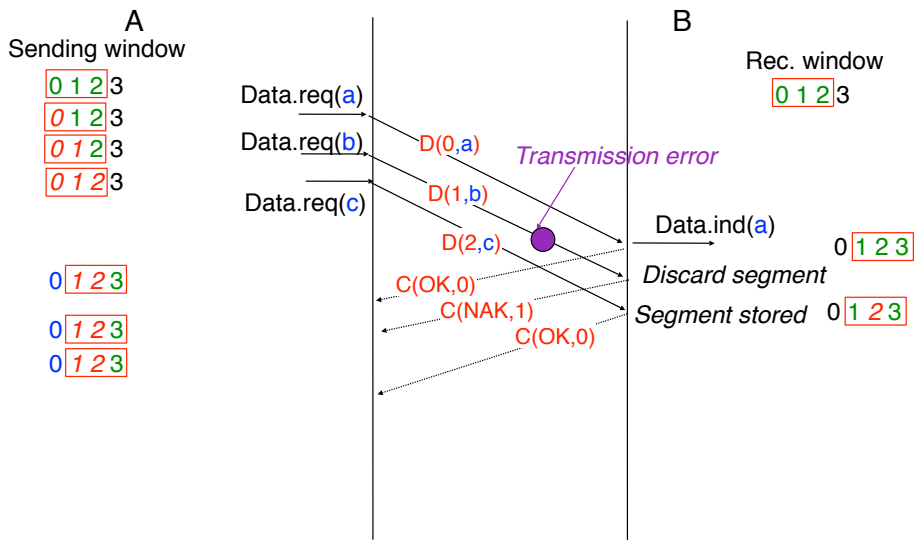 A
B
Sending window
Rec. window
0 1 2 3
0 1 2 3
0 1 2 3
0 1 2 3
0 1 2 3
Data.req(a)
Data.req(b)
Data.req(c)
D(0,a)
Transmission error
D(1,b)
D(2,c)
Data.ind(a)
0 1 2 3
C(OK,0)
Discard segment
0 1 2 3
C(NAK,1)
Segment stored
0 1 2 3
0 1 2 3
C(OK,0)
0 1 2 3